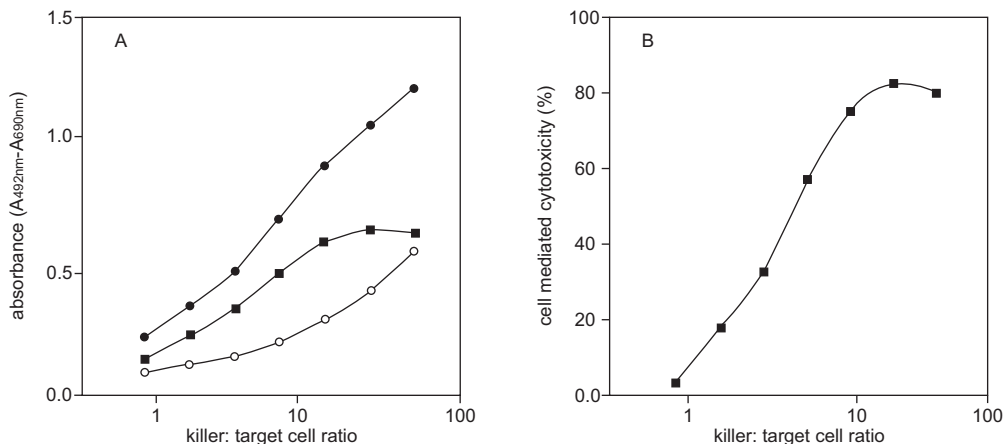 A
absorbance (A492nm-A690nm)
1.5
1.0
0.5
0.0
1 10 100
killer: target cell ratio
B
cell mediated cytotoxicity (%)
100
80
60
40
20
0.0
1 10 100
killer: target cell ratio